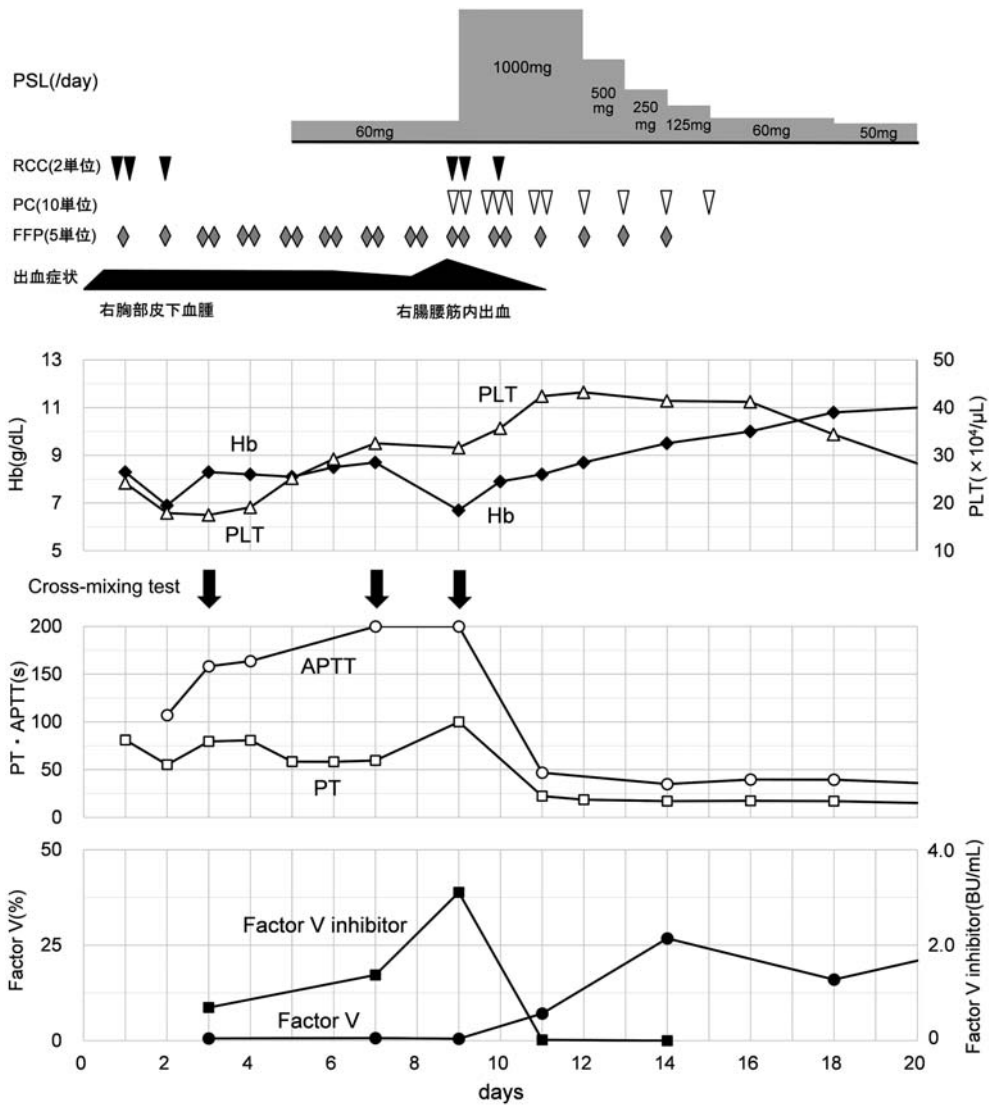 PSL(/day)
1000mg
500
mg
250
mg
125mg
60mg
60mg
50mg
RCC(2単位)
PC(10単位)
FFP(5単位)
出血症状
右胸部皮下血腫
右腸腰筋内出血
Hb(g/dL)
13
11
9
7
5
PLT
Hb
PLT
Hb
50
40
30
20
10
PLT(×10⁴/μL)
Cross-mixing test
PT・APTT(s)
200
150
100
50
0
APTT
PT
Factor V(%)
50
25
0
Factor V inhibitor
Factor V
4.0
2.0
0
Factor V inhibitor(BU/mL)
0 2 4 6 8 10 12 14 16 18 20
days